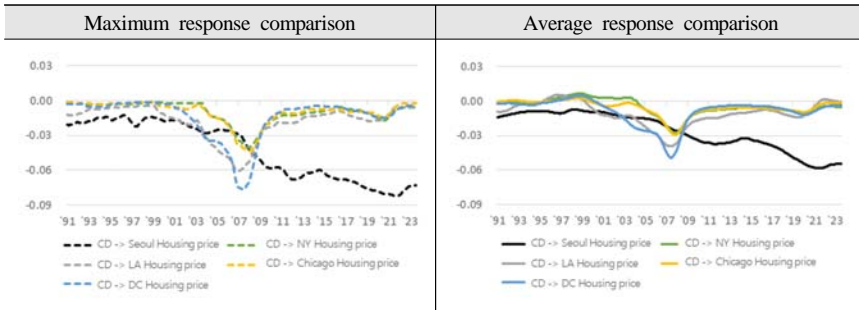 Maximum response comparison
Average response comparison
0.03
0.00
-0.03
-0.06
-0.09
'91 '93 '95 '97 '99 '01 '03 '05 '07 '09 '11 '13 '15 '17 '19 '21 '23
CD -> Seoul Housing price
CD -> NY Housing price
CD -> LA Housing price
CD -> Chicago Housing price
CD -> DC Housing price
0.03
0.00
-0.03
-0.06
-0.09
'91 '93 '95 '97 '99 '01 '03 '05 '07 '09 '11 '13 '15 '17 '19 '21 '23
CD -> Seoul Housing price
CD -> NY Housing price
CD -> LA Housing price
CD -> Chicago Housing price
CD -> DC Housing price